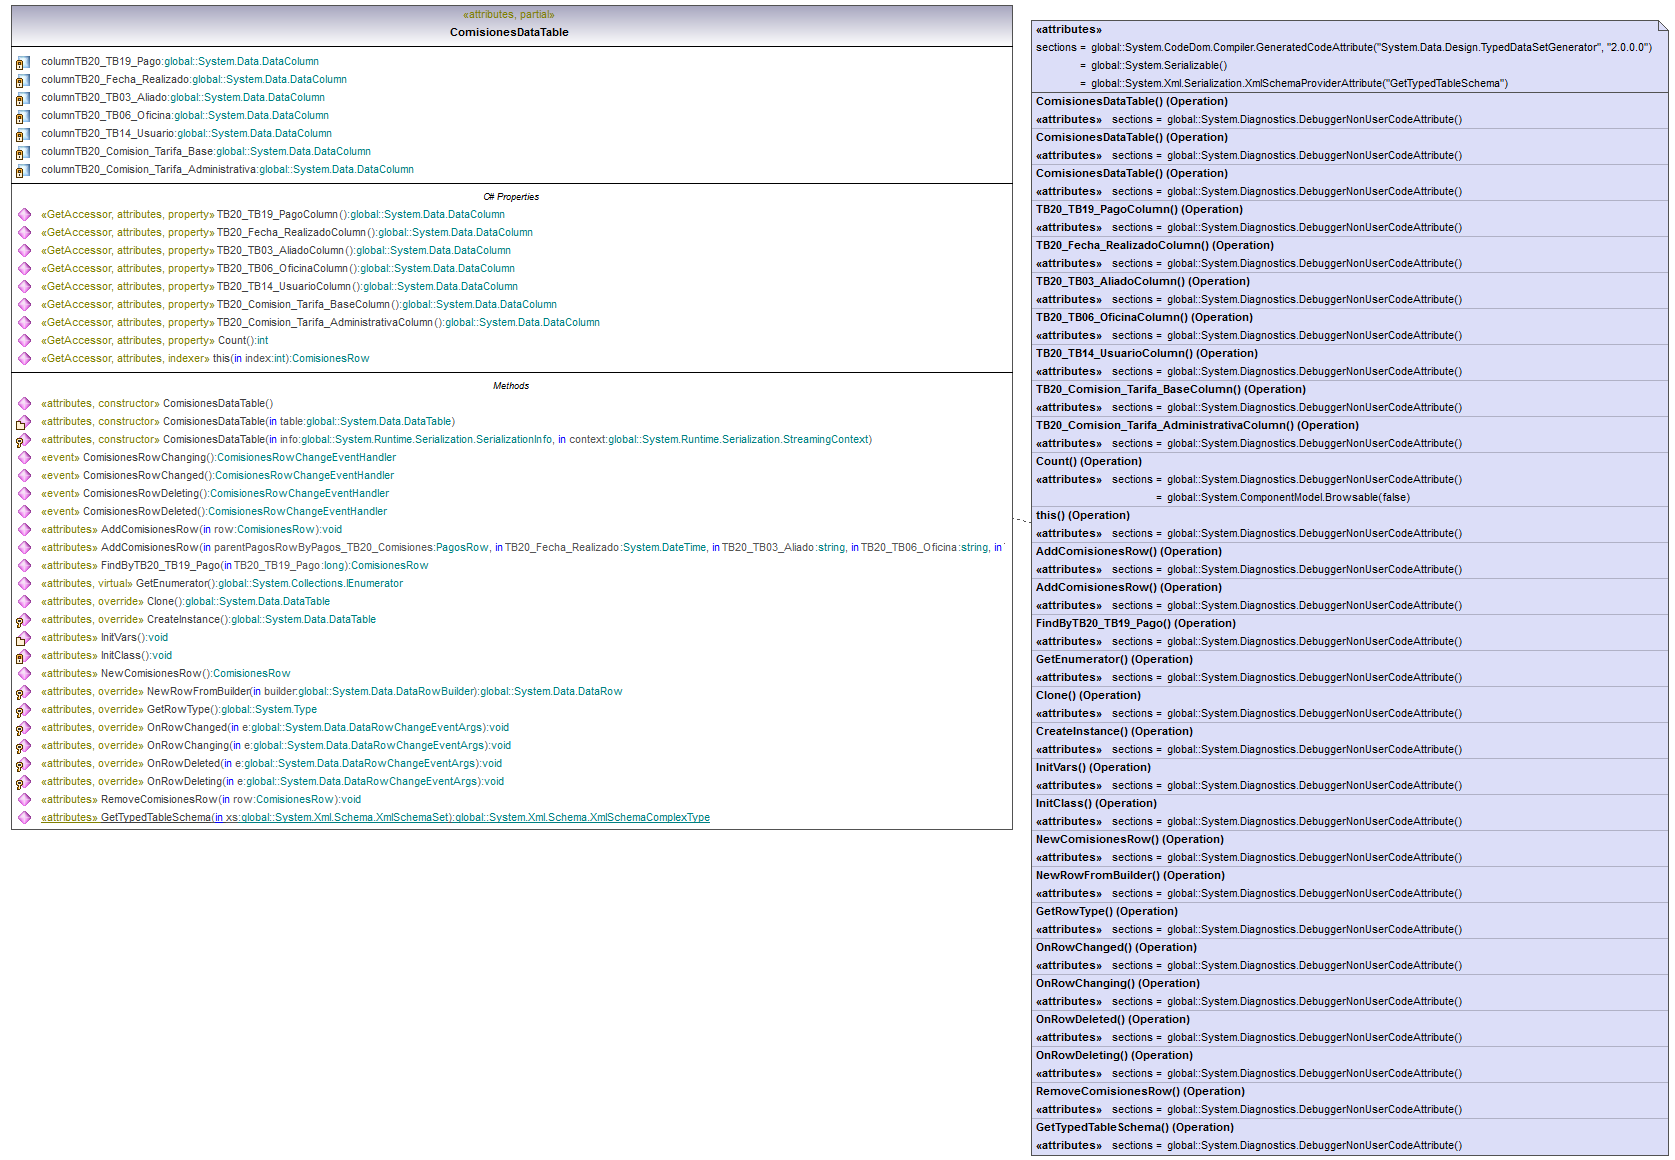 «attributes, partial»
ComisionesDataTable
columnTB20_TB19_Pago:global::System.Data.DataColumn
columnTB20_Fecha_Realizado:global::System.Data.DataColumn
columnTB20_TB03_Aliado:global::System.Data.DataColumn
columnTB20_TB06_Oficina:global::System.Data.DataColumn
columnTB20_TB14_Usuario:global::System.Data.DataColumn
columnTB20_Comision_Tarifa_Base:global::System.Data.DataColumn
columnTB20_Comision_Tarifa_Administrativa:global::System.Data.DataColumn
C# Properties
«GetAccessor, attributes, property» TB20_TB19_PagoColumn():global::System.Data.DataColumn
«GetAccessor, attributes, property» TB20_Fecha_RealizadoColumn():global::System.Data.DataColumn
«GetAccessor, attributes, property» TB20_TB03_AliadoColumn():global::System.Data.DataColumn
«GetAccessor, attributes, property» TB20_TB06_OficinaColumn():global::System.Data.DataColumn
«GetAccessor, attributes, property» TB20_TB14_UsuarioColumn():global::System.Data.DataColumn
«GetAccessor, attributes, property» TB20_Comision_Tarifa_BaseColumn():global::System.Data.DataColumn
«GetAccessor, attributes, property» TB20_Comision_Tarifa_AdministrativaColumn():global::System.Data.DataColumn
«GetAccessor, attributes, property» Count():int
«GetAccessor, attributes, indexer» this(in index:int):ComisionesRow
Methods
«attributes, constructor» ComisionesDataTable()
«attributes, constructor» ComisionesDataTable(in table:global::System.Data.DataTable)
«attributes, constructor» ComisionesDataTable(in info:global::System.Runtime.Serialization.SerializationInfo, in context:global::System.Runtime.Serialization.StreamingContext)
«event» ComisionesRowChanging():ComisionesRowChangeEventHandler
«event» ComisionesRowChanged():ComisionesRowChangeEventHandler
«event» ComisionesRowDeleting():ComisionesRowChangeEventHandler
«event» ComisionesRowDeleted():ComisionesRowChangeEventHandler
«attributes» AddComisionesRow(in row:ComisionesRow):void
«attributes» AddComisionesRow(in parentPagosRowByPagos_TB20_Comisiones:PagosRow, in TB20_Fecha_Realizado:System.DateTime, in TB20_TB03_Aliado:string, in TB20_TB06_Oficina:string, in
«attributes» FindByTB20_TB19_Pago(in TB20_TB19_Pago:long):ComisionesRow
«attributes, virtual» GetEnumerator():global::System.Collections.IEnumerator
«attributes, override» Clone():global::System.Data.DataTable
«attributes, override» CreateInstance():global::System.Data.DataTable
«attributes» InitVars():void
«attributes» InitClass():void
«attributes» NewComisionesRow():ComisionesRow
«attributes, override» NewRowFromBuilder(in builder:global::System.Data.DataRowBuilder):global::System.Data.DataRow
«attributes, override» GetRowType():global::System.Type
«attributes, override» OnRowChanged(in e:global::System.Data.DataRowChangeEventArgs):void
«attributes, override» OnRowChanging(in e:global::System.Data.DataRowChangeEventArgs):void
«attributes, override» OnRowDeleted(in e:global::System.Data.DataRowChangeEventArgs):void
«attributes, override» OnRowDeleting(in e:global::System.Data.DataRowChangeEventArgs):void
«attributes» RemoveComisionesRow(in row:ComisionesRow):void
«attributes» GetTypedTableSchema(in xs:global::System.Xml.Schema.XmlSchemaSet):global::System.Xml.Schema.XmlSchemaComplexType
«attributes»
sections = global::System.CodeDom.Compiler.GeneratedCodeAttribute("System.Data.Design.TypedDataSetGenerator", "2.0.0.0")
= global::System.Serializable()
= global::System.Xml.Serialization.XmlSchemaProviderAttribute("GetTypedTableSchema")
ComisionesDataTable() (Operation)
«attributes» sections = global::System.Diagnostics.DebuggerNonUserCodeAttribute()
ComisionesDataTable() (Operation)
«attributes» sections = global::System.Diagnostics.DebuggerNonUserCodeAttribute()
ComisionesDataTable() (Operation)
«attributes» sections = global::System.Diagnostics.DebuggerNonUserCodeAttribute()
TB20_TB19_PagoColumn() (Operation)
«attributes» sections = global::System.Diagnostics.DebuggerNonUserCodeAttribute()
TB20_Fecha_RealizadoColumn() (Operation)
«attributes» sections = global::System.Diagnostics.DebuggerNonUserCodeAttribute()
TB20_TB03_AliadoColumn() (Operation)
«attributes» sections = global::System.Diagnostics.DebuggerNonUserCodeAttribute()
TB20_TB06_OficinaColumn() (Operation)
«attributes» sections = global::System.Diagnostics.DebuggerNonUserCodeAttribute()
TB20_TB14_UsuarioColumn() (Operation)
«attributes» sections = global::System.Diagnostics.DebuggerNonUserCodeAttribute()
TB20_Comision_Tarifa_BaseColumn() (Operation)
«attributes» sections = global::System.Diagnostics.DebuggerNonUserCodeAttribute()
TB20_Comision_Tarifa_AdministrativaColumn() (Operation)
«attributes» sections = global::System.Diagnostics.DebuggerNonUserCodeAttribute()
Count() (Operation)
«attributes» sections = global::System.Diagnostics.DebuggerNonUserCodeAttribute()
= global::System.ComponentModel.Browsable(false)
this() (Operation)
«attributes» sections = global::System.Diagnostics.DebuggerNonUserCodeAttribute()
AddComisionesRow() (Operation)
«attributes» sections = global::System.Diagnostics.DebuggerNonUserCodeAttribute()
AddComisionesRow() (Operation)
«attributes» sections = global::System.Diagnostics.DebuggerNonUserCodeAttribute()
FindByTB20_TB19_Pago() (Operation)
«attributes» sections = global::System.Diagnostics.DebuggerNonUserCodeAttribute()
GetEnumerator() (Operation)
«attributes» sections = global::System.Diagnostics.DebuggerNonUserCodeAttribute()
Clone() (Operation)
«attributes» sections = global::System.Diagnostics.DebuggerNonUserCodeAttribute()
CreateInstance() (Operation)
«attributes» sections = global::System.Diagnostics.DebuggerNonUserCodeAttribute()
InitVars() (Operation)
«attributes» sections = global::System.Diagnostics.DebuggerNonUserCodeAttribute()
InitClass() (Operation)
«attributes» sections = global::System.Diagnostics.DebuggerNonUserCodeAttribute()
NewComisionesRow() (Operation)
«attributes» sections = global::System.Diagnostics.DebuggerNonUserCodeAttribute()
NewRowFromBuilder() (Operation)
«attributes» sections = global::System.Diagnostics.DebuggerNonUserCodeAttribute()
GetRowType() (Operation)
«attributes» sections = global::System.Diagnostics.DebuggerNonUserCodeAttribute()
OnRowChanged() (Operation)
«attributes» sections = global::System.Diagnostics.DebuggerNonUserCodeAttribute()
OnRowChanging() (Operation)
«attributes» sections = global::System.Diagnostics.DebuggerNonUserCodeAttribute()
OnRowDeleted() (Operation)
«attributes» sections = global::System.Diagnostics.DebuggerNonUserCodeAttribute()
OnRowDeleting() (Operation)
«attributes» sections = global::System.Diagnostics.DebuggerNonUserCodeAttribute()
RemoveComisionesRow() (Operation)
«attributes» sections = global::System.Diagnostics.DebuggerNonUserCodeAttribute()
GetTypedTableSchema() (Operation)
«attributes» sections = global::System.Diagnostics.DebuggerNonUserCodeAttribute()